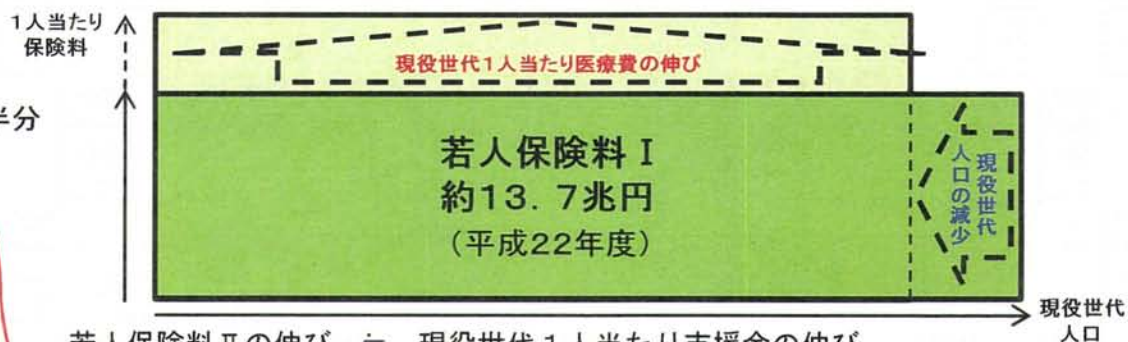 1人当たり
保険料
現役世代1人当たり医療費の伸び
半分
若人保険料Ⅰ
約13.7兆円
(平成22年度)
現役世代
人口の減少
現役世代
人口
若人保険料Ⅱの伸び ≒ 現役世代1人当たり支援金の伸び